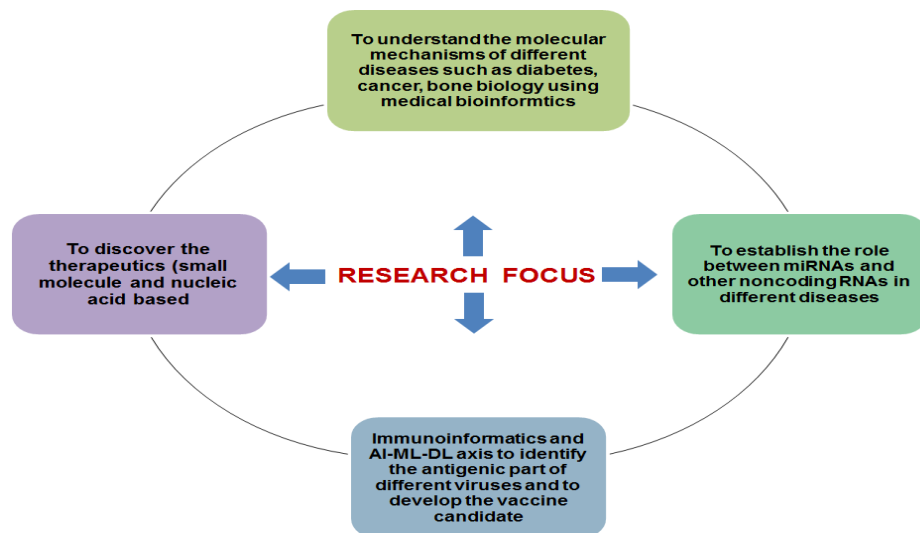 To understand the molecular
mechanisms of different
diseases such as diabetes,
cancer, bone biology using
medical bioinformtics
To discover the
therapeutics (small
molecule and nucleic
acid based
RESEARCH FOCUS
To establish the role
between miRNAs and
other noncoding RNAs in
different diseases
Immunoinformatics and
AI-ML-DL axis to identify
the antigenic part of
different viruses and to
develop the vaccine
candidate